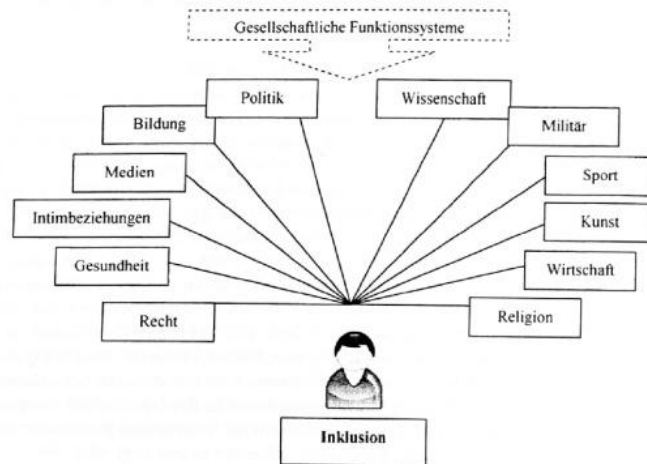 Gesellschaftliche Funktionssysteme
Politik
Wissenschaft
Bildung
Militär
Medien
Sport
Intimbeziehungen
Kunst
Gesundheit
Wirtschaft
Recht
Religion
Inklusion